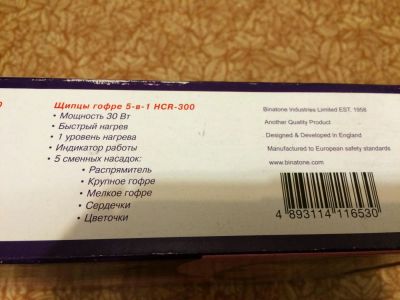 0
Щипцы гофре 5-в-1 HCR-300
• Мощность 30 Вт
• Быстрый нагрев
• 1 уровень нагрева
• Индикатор работы
• 5 сменных насадок:
• Распрямитель
• Крупное гофре
• Мелкое гофре
• Сердечки
• Цветочки
Binatone Industries Limited EST. 1958
Another Quality Product
Designed & Developed in England
Manufactured to European safety standards
www.binatone.com
4 893114 116530